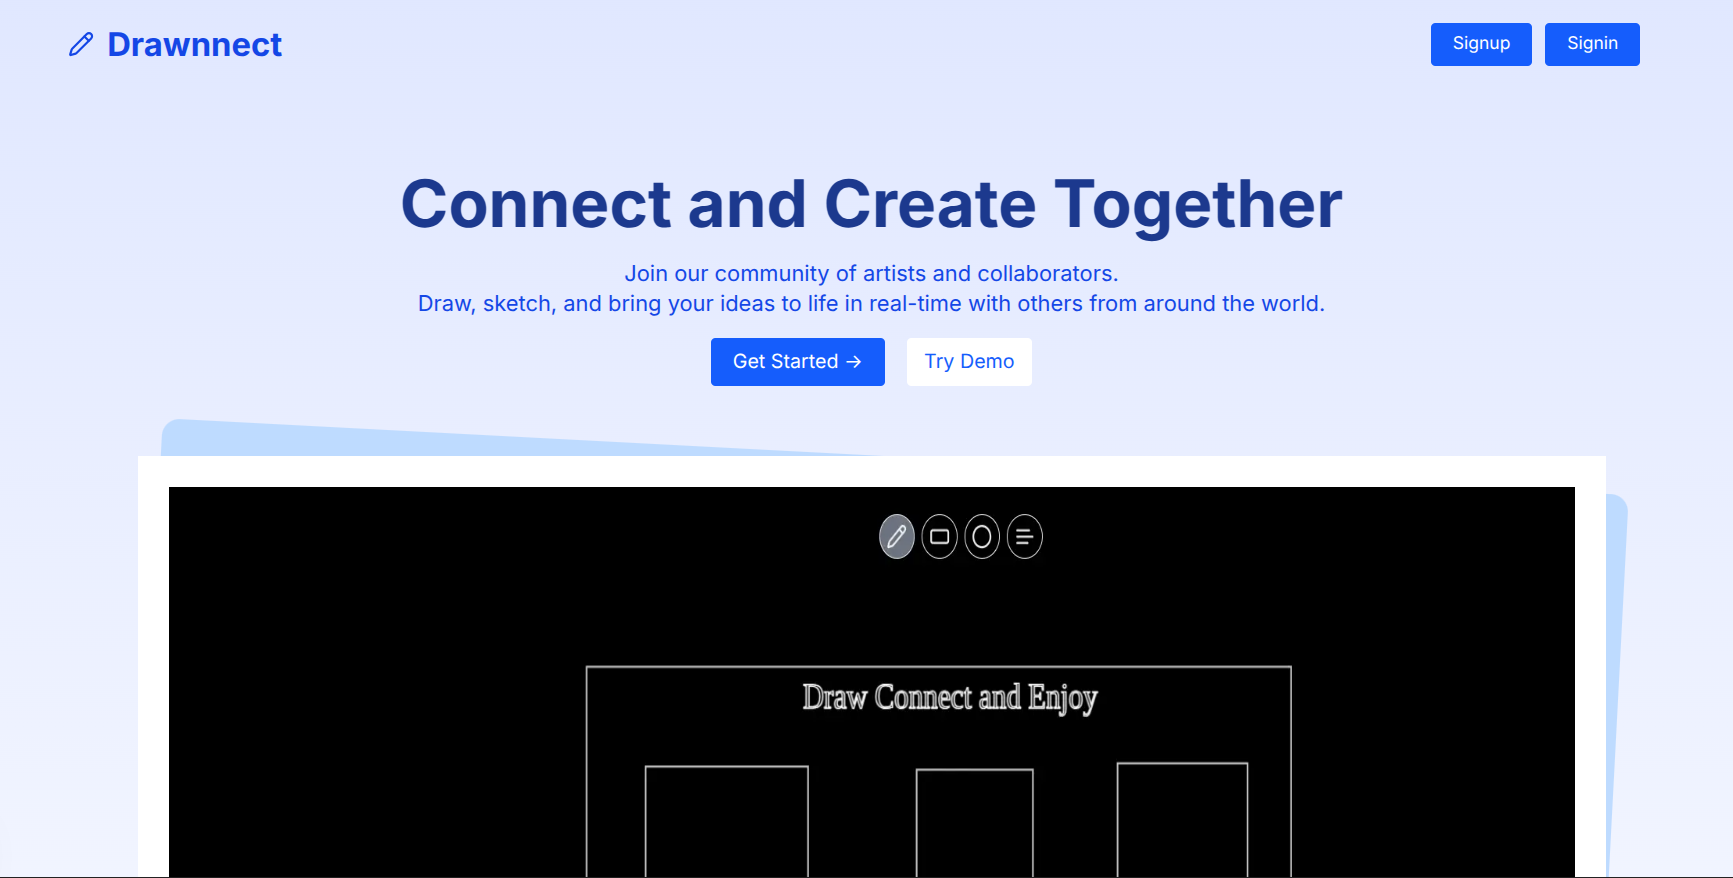 Drawnnect
Signup
Signin
Connect and Create Together
Join our community of artists and collaborators.
Draw, sketch, and bring your ideas to life in real-time with others from around the world.
Get Started →
Try Demo
Draw Connect and Enjoy